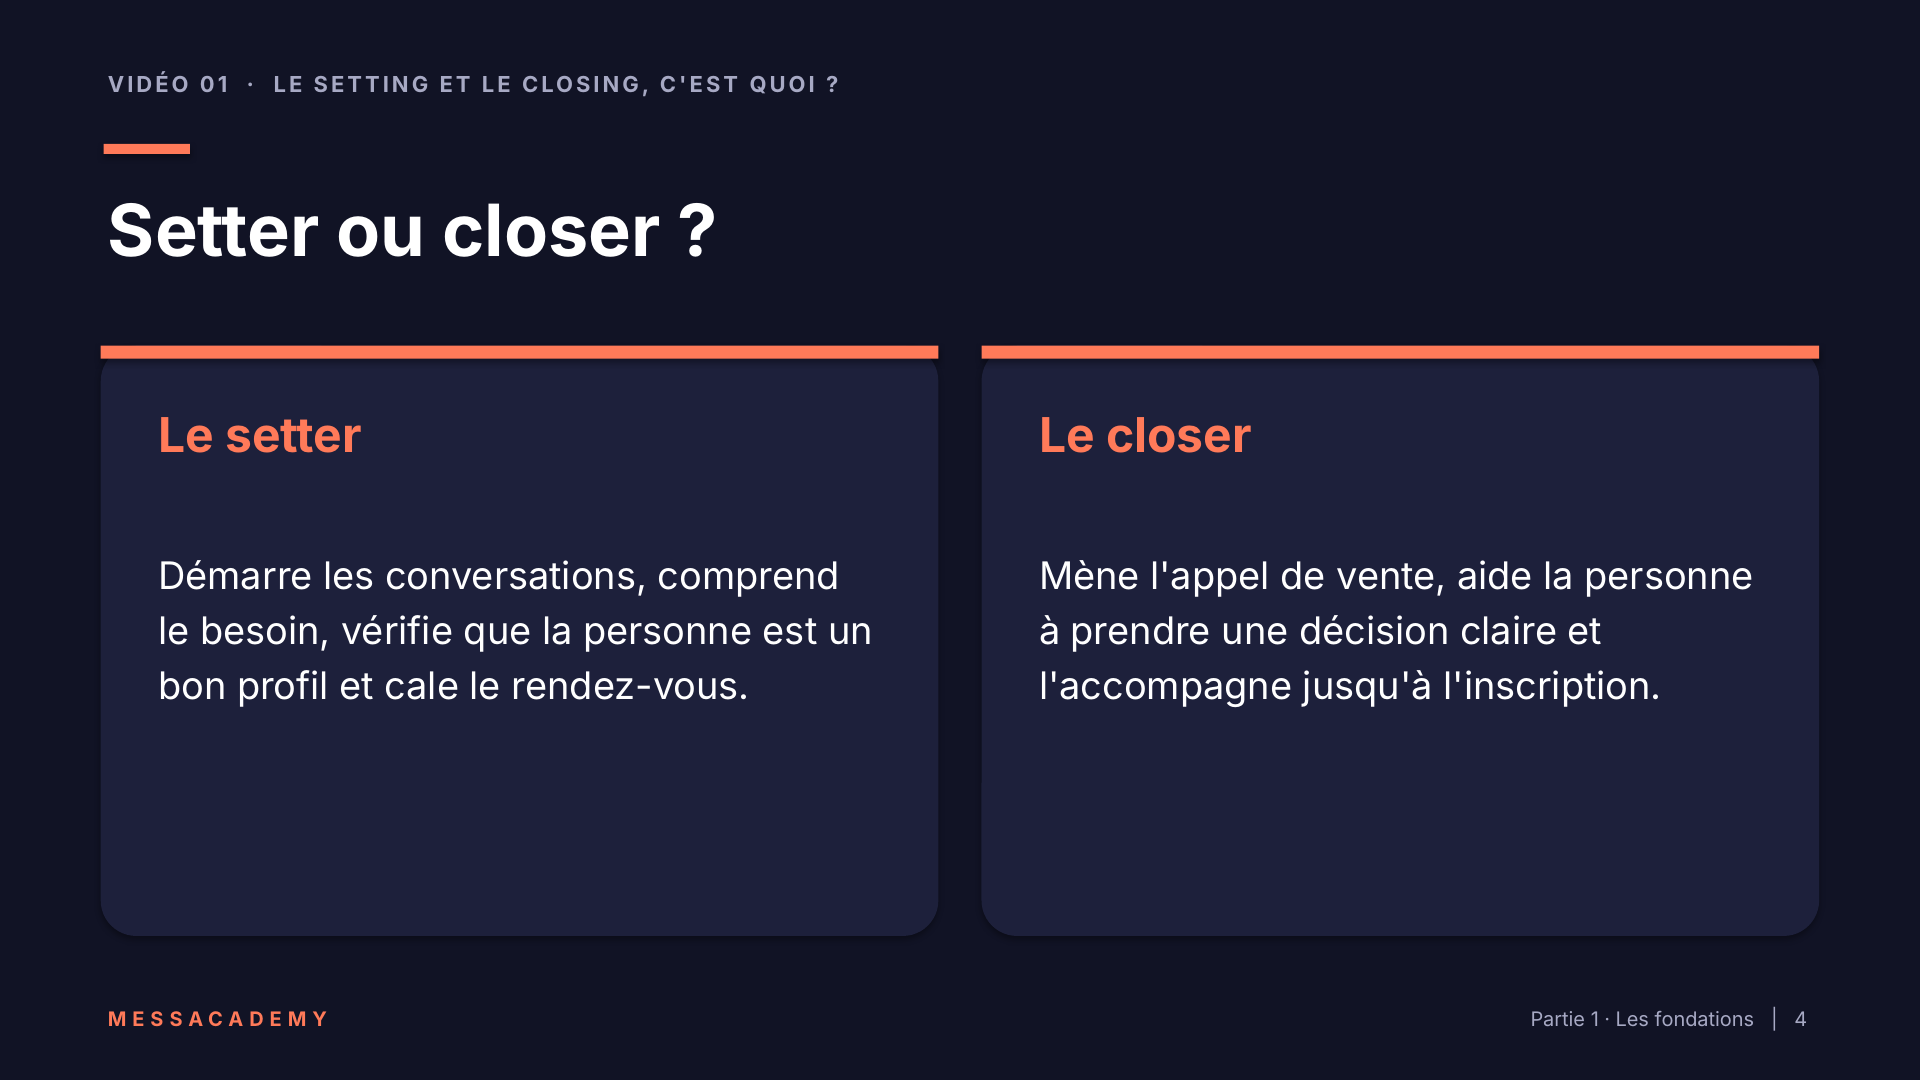 VIDÉO 01 · LE SETTING ET LE CLOSING, C'EST QUOI ?
Setter ou closer ?
Le setter
Démarre les conversations, comprend
le besoin, vérifie que la personne est un
bon profil et cale le rendez-vous.
Le closer
Mène l'appel de vente, aide la personne
à prendre une décision claire et
l'accompagne jusqu'à l'inscription.
MESSACADEMY
Partie 1 · Les fondations | 4